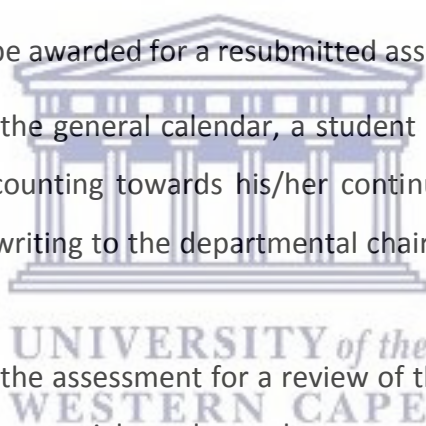 be awarded for a resubmitted ass
the general calendar, a student
counting towards his/her continu
writing to the departmental chair
UNIVERSITY of the
the assessment for a review of th
WESTERN CAPE